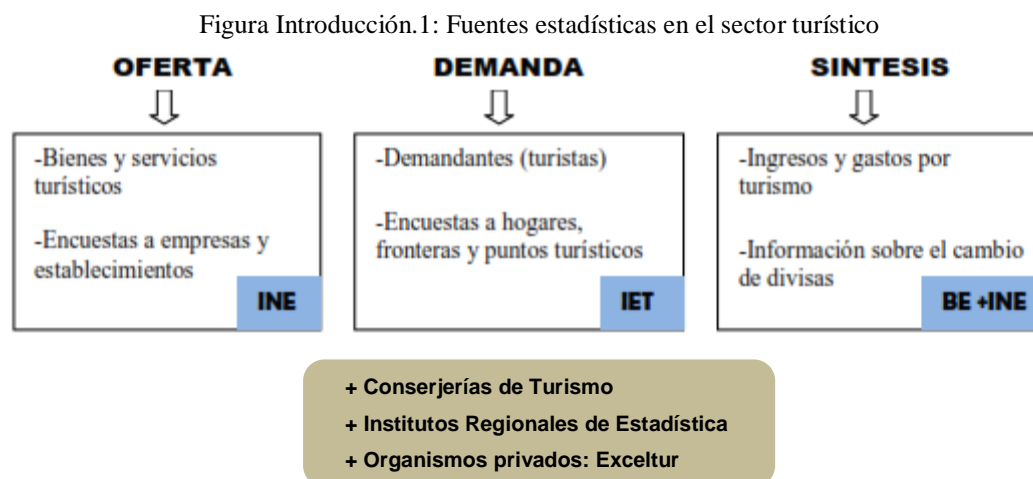 Figura Introducción.1: Fuentes estadísticas en el sector turístico
OFERTA
-Bienes y servicios
turísticos
-Encuestas a empresas y
establecimientos
INE
DEMANDA
-Demandantes (turistas)
-Encuestas a hogares,
fronteras y puntos turísticos
IET
SINTESIS
-Ingresos y gastos por
turismo
-Información sobre el cambio
de divisas
BE +INE
+ Conserjerías de Turismo
+ Institutos Regionales de Estadística
+ Organismos privados: Exceltur